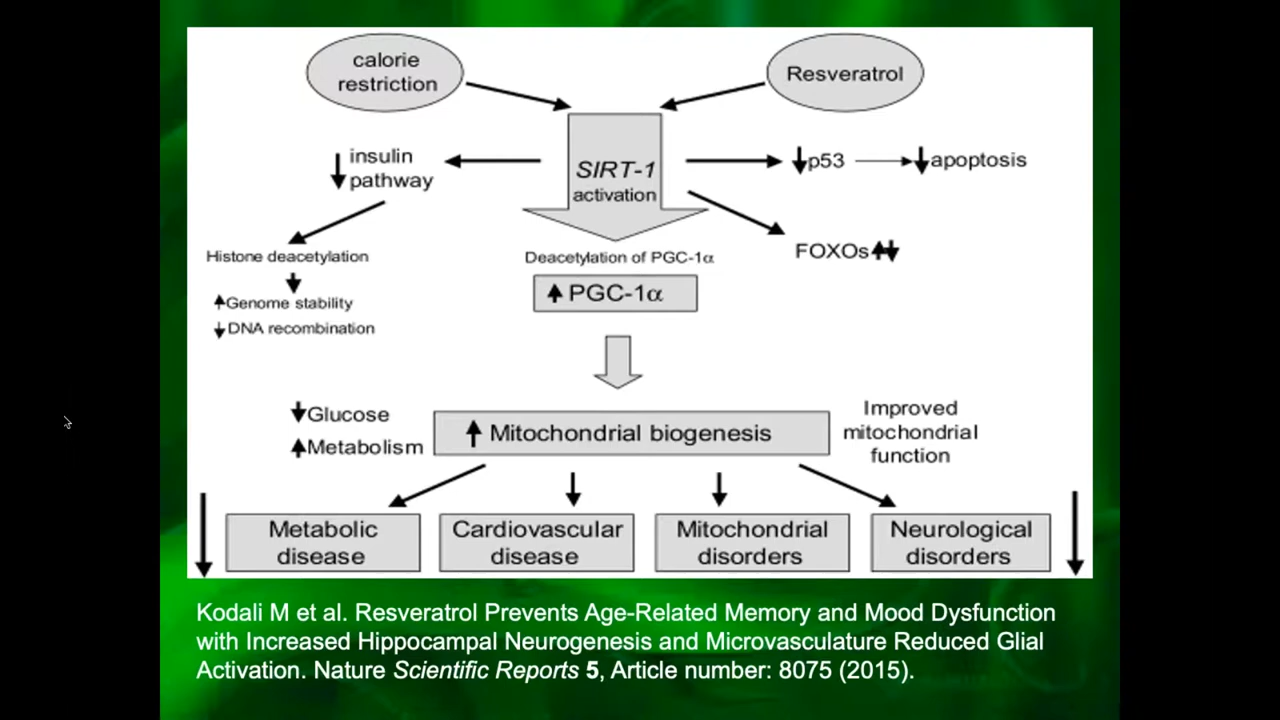 calorie
restriction
Resveratrol
SIRT-1
activation
↓ insulin
pathway
↓p53 → ↓apoptosis
Histone deacetylation
↑Genome stability
↓DNA recombination
FOXOs↑↓
Deacetylation of PGC-1α
↑ PGC-1α
↓Glucose
↑Metabolism
↑ Mitochondrial biogenesis
Improved
mitochondrial
function
Metabolic
disease
Cardiovascular
disease
Mitochondrial
disorders
Neurological
disorders
Kodali M et al. Resveratrol Prevents Age-Related Memory and Mood Dysfunction
with Increased Hippocampal Neurogenesis and Microvasculature Reduced Glial
Activation. Nature Scientific Reports 5, Article number: 8075 (2015).